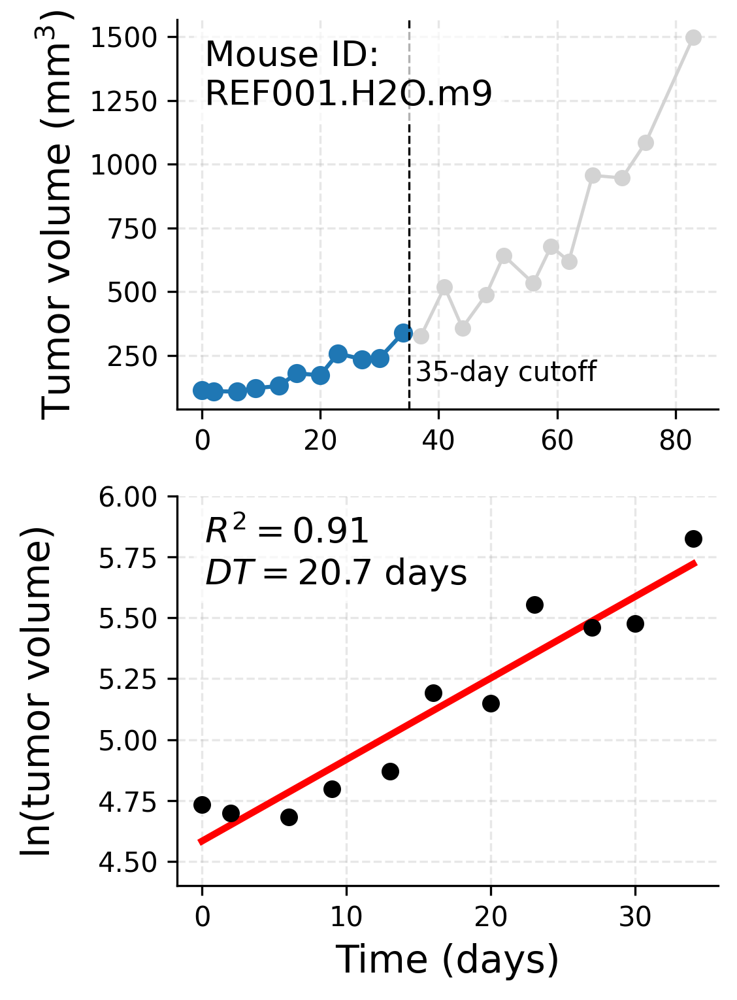 Tumor volume (mm³)
1500
1250
1000
750
500
250
Mouse ID:
REF001.H2O.m9
35-day cutoff
0 20 40 60 80
ln(tumor volume)
6.00
5.75
5.50
5.25
5.00
4.75
4.50
R² = 0.91
DT = 20.7 days
0 10 20 30
Time (days)